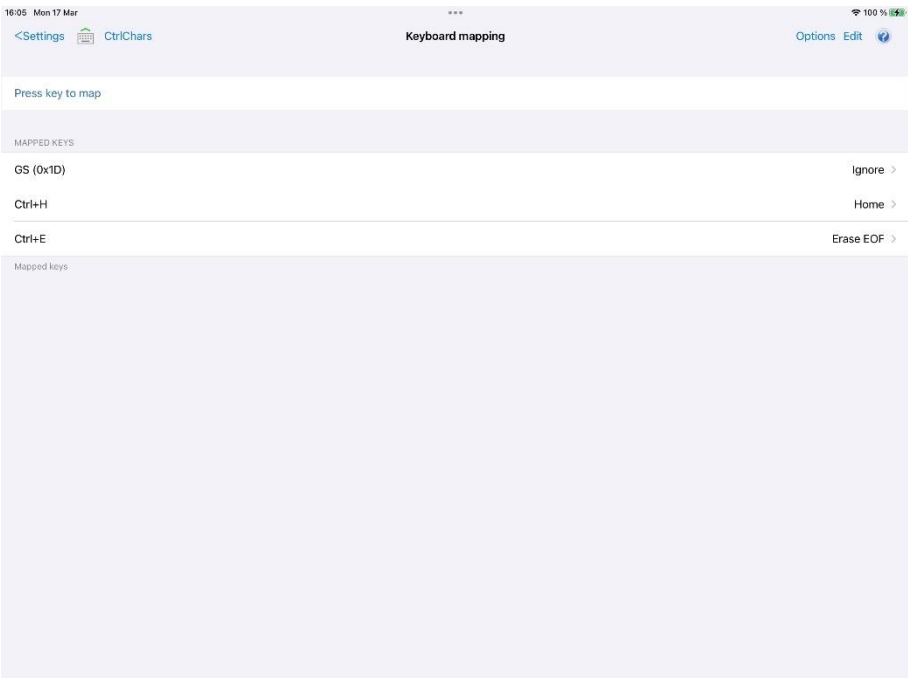 16:05 Mon 17 Mar 100 %
<Settings CtrlChars Keyboard mapping Options Edit ?
Press key to map
MAPPED KEYS
GS (0x1D) Ignore >
Ctrl+H Home >
Ctrl+E Erase EOF >
Mapped keys